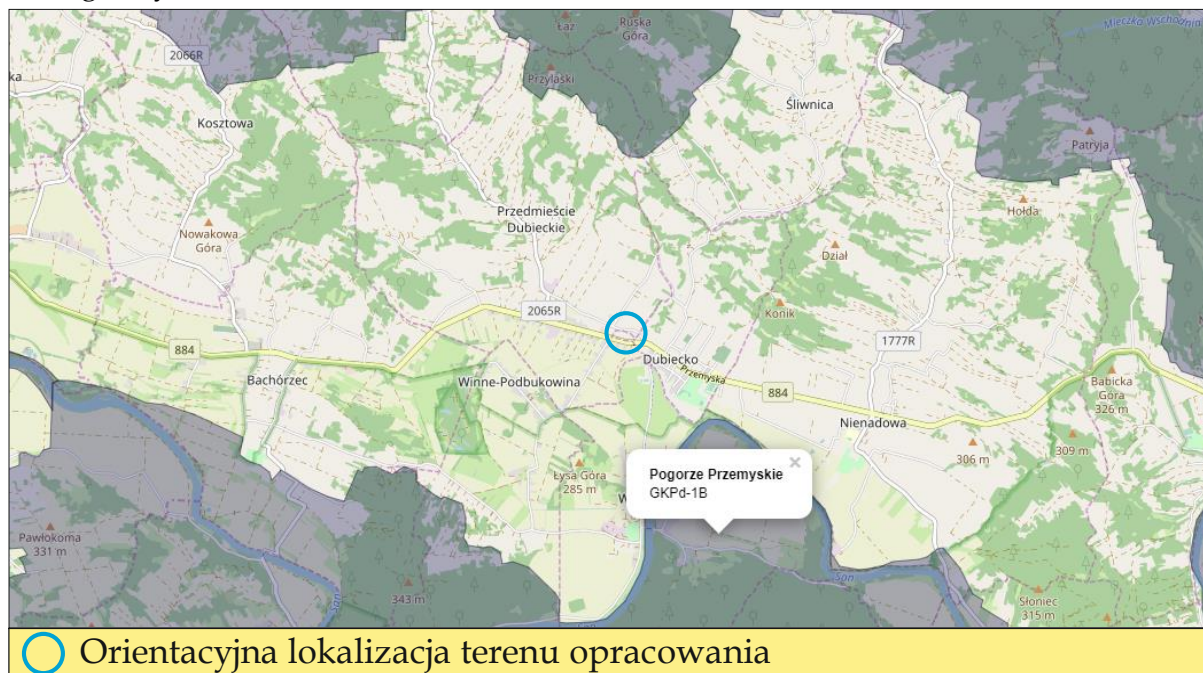 Łaz
Ruska
Góra
Mleczka Wschodnia
2066R
Przylaski
Śliwnica
Kosztowa
Patryja
Przedmieście
Dubieckie
Hołda
Nowakowa
Góra
Dział
Konik
2065R
1777R
884
Bachórzec
Dubiecko
Przemyska
Winne-Podbukowina
884
Babicka
Góra
326 m
Nienadowa
306 m
309 m
Łysa Góra
285 m
Pogorze Przemyskie
GKPd-1B
×
W
Pawłokoma
331 m
343 m
San
San
San
Słoniec
315 m
Orientacyjna lokalizacja terenu opracowania